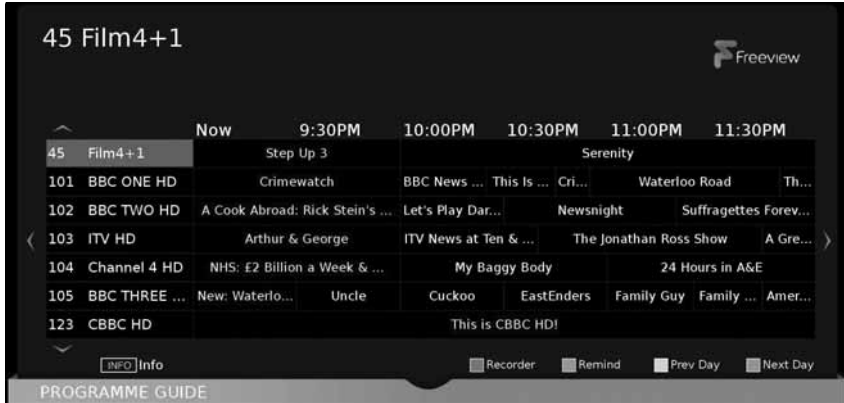 45 Film4+1
Freeview
Now 9:30PM 10:00PM 10:30PM 11:00PM 11:30PM
45 Film4+1 Step Up 3 Serenity
101 BBC ONE HD Crimewatch BBC News ... This Is ... Cri... Waterloo Road Th...
102 BBC TWO HD A Cook Abroad: Rick Stein's ... Let's Play Dar... Newsnight Suffragettes Forev...
103 ITV HD Arthur & George ITV News at Ten & ... The Jonathan Ross Show A Gre...
104 Channel 4 HD NHS: £2 Billion a Week & ... My Baggy Body 24 Hours in A&E
105 BBC THREE ... New: Waterlo... Uncle Cuckoo EastEnders Family Guy Family ... Amer...
123 CBBC HD This is CBBC HD!
INFO Info Recorder Remind Prev Day Next Day
PROGRAMME GUIDE